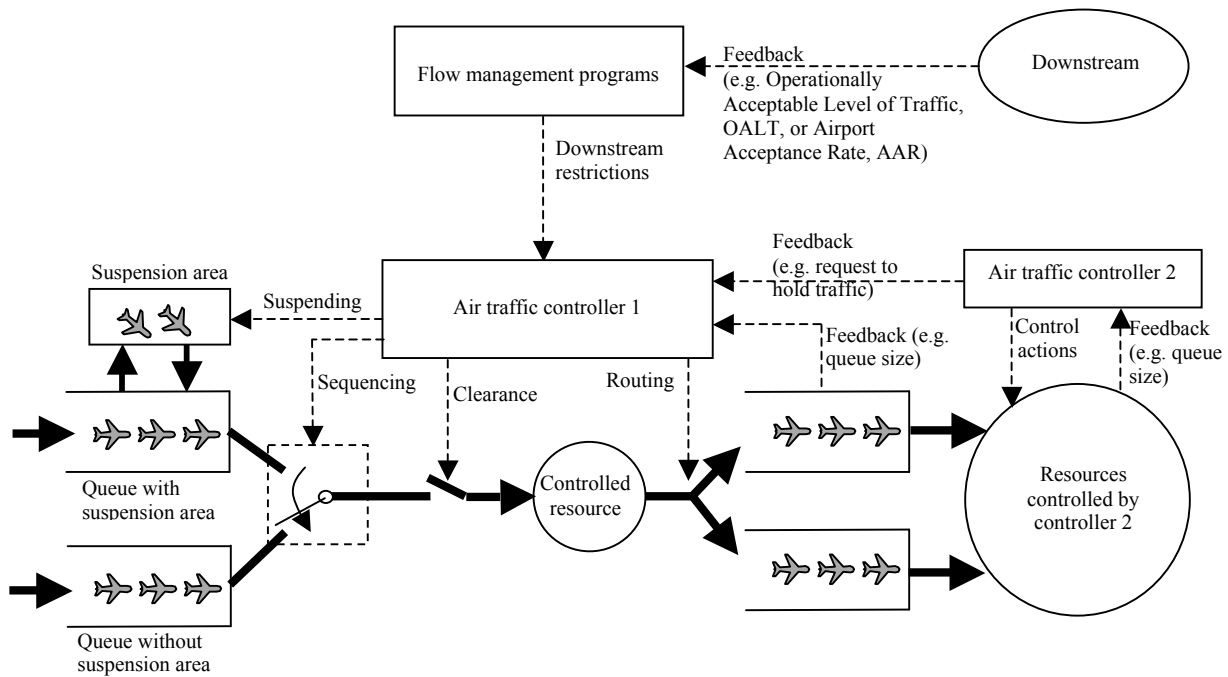 Flow management programs
Feedback
(e.g. Operationally
Acceptable Level of Traffic,
OALT, or Airport
Acceptance Rate, AAR)
Downstream
Downstream
restrictions
Suspension area
Suspending
Air traffic controller 1
Feedback
(e.g. request to
hold traffic)
Air traffic controller 2
Feedback (e.g.
queue size)
Control
actions
Feedback
(e.g. queue
size)
Sequencing
Clearance
Routing
Queue with
suspension area
Controlled
resource
Resources
controlled by
controller 2
Queue without
suspension area